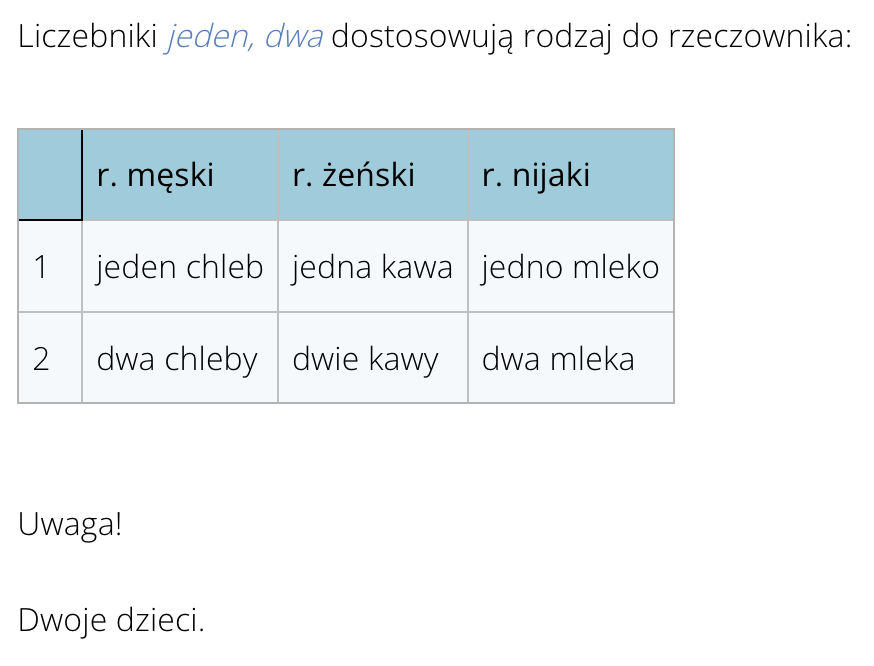 Liczebniki jeden, dwa dostosowują rodzaj do rzeczownika:
r. męski r. żeński r. nijaki
1 jeden chleb jedna kawa jedno mleko
2 dwa chleby dwie kawy dwa mleka
Uwaga!
Dwoje dzieci.